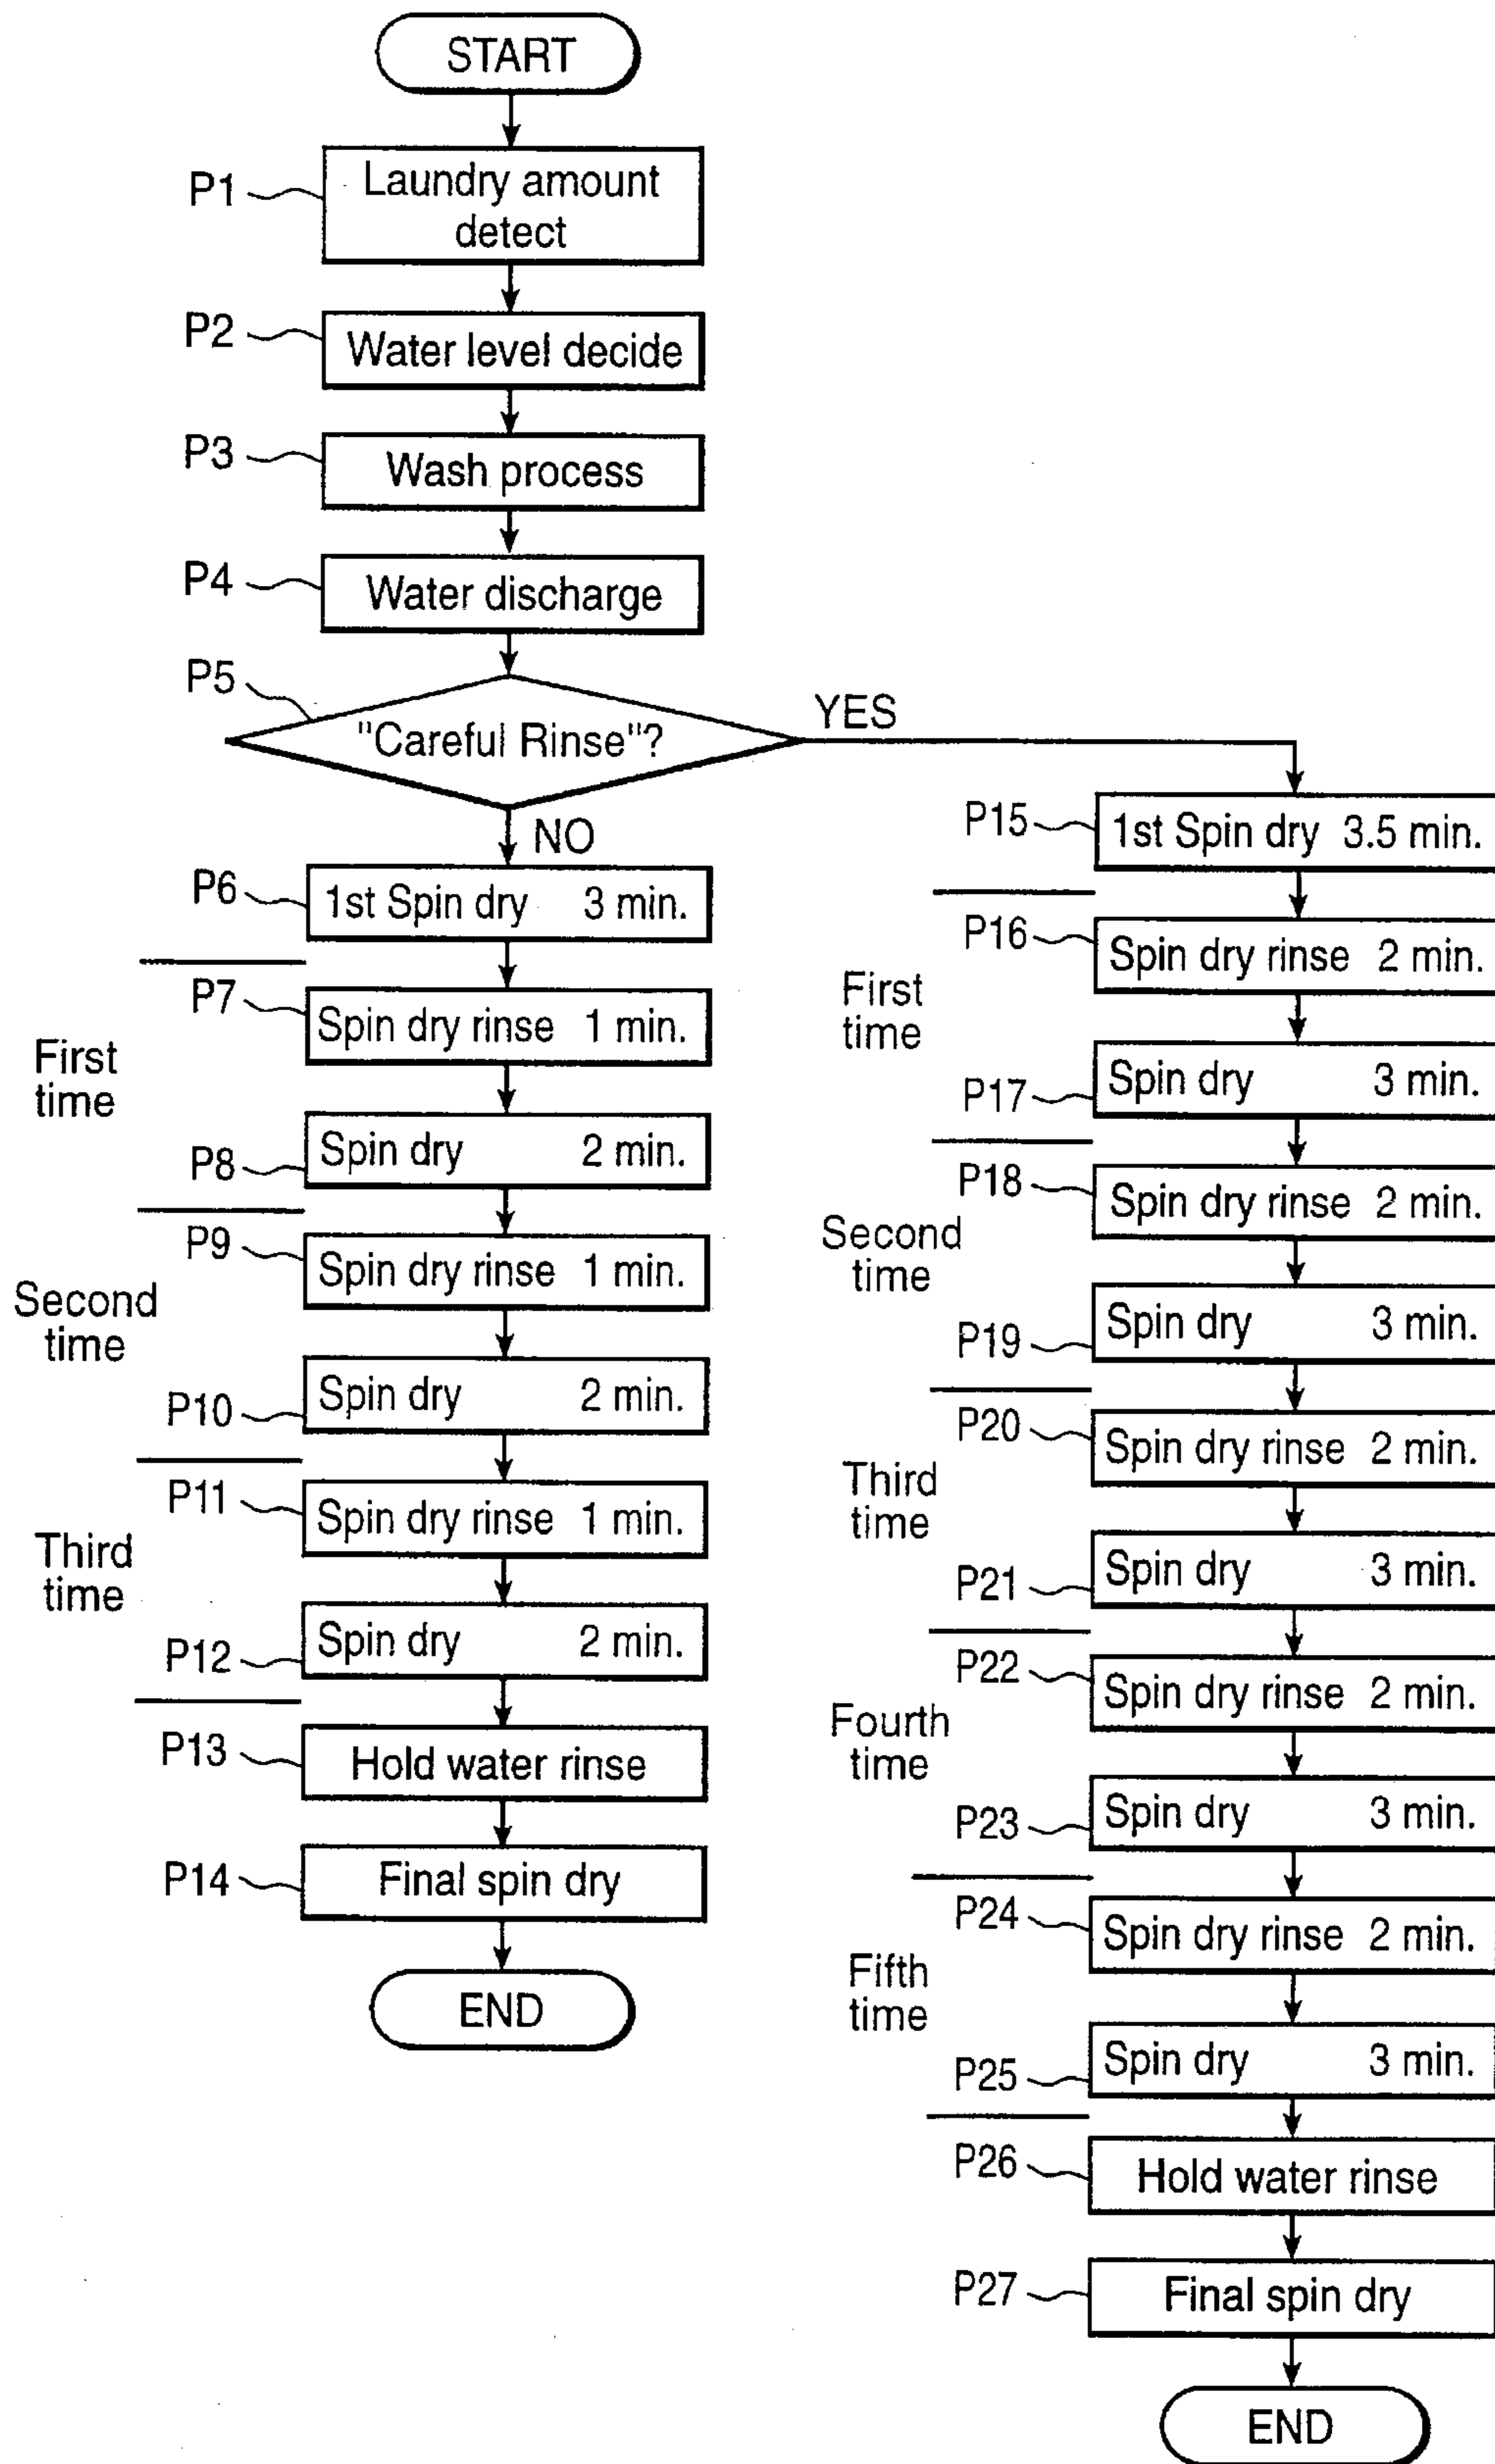 START
P1
Laundry amount
detect
P2
Water level decide
P3
Wash process
P4
Water discharge
P5
"Careful Rinse"?
YES
NO
P6
1st Spin dry 3 min.
First
time
P7
Spin dry rinse 1 min.
P8
Spin dry 2 min.
Second
time
P9
Spin dry rinse 1 min.
P10
Spin dry 2 min.
Third
time
P11
Spin dry rinse 1 min.
P12
Spin dry 2 min.
P13
Hold water rinse
P14
Final spin dry
END
P15
1st Spin dry 3.5 min.
First
time
P16
Spin dry rinse 2 min.
P17
Spin dry 3 min.
Second
time
P18
Spin dry rinse 2 min.
P19
Spin dry 3 min.
Third
time
P20
Spin dry rinse 2 min.
P21
Spin dry 3 min.
Fourth
time
P22
Spin dry rinse 2 min.
P23
Spin dry 3 min.
Fifth
time
P24
Spin dry rinse 2 min.
P25
Spin dry 3 min.
P26
Hold water rinse
P27
Final spin dry
END